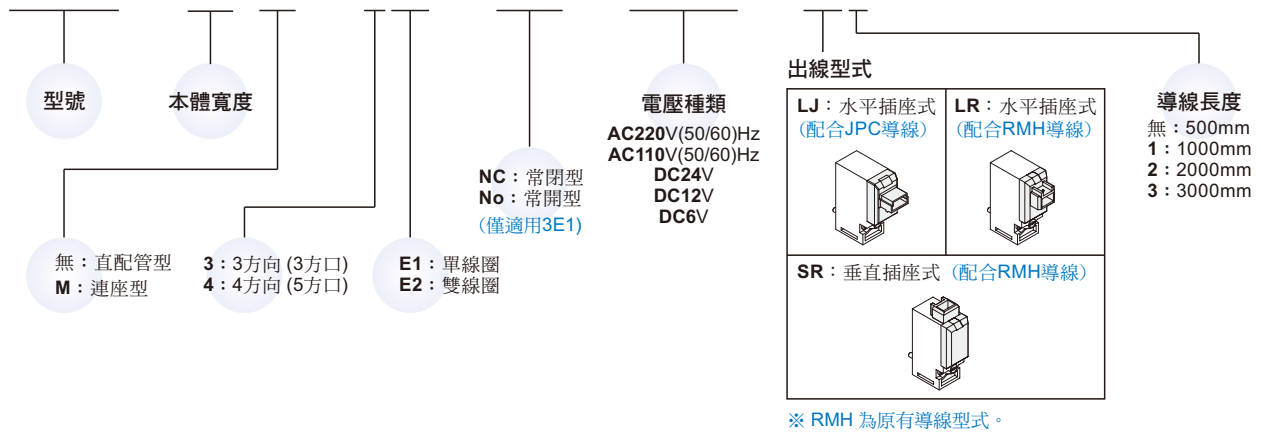 型號
本體寬度
無：直配管型
M：連座型
3：3方向 (3方口)
4：4方向 (5方口)
E1：單線圈
E2：雙線圈
NC：常閉型
No：常開型
(僅適用3E1)
電壓種類
AC220V(50/60)Hz
AC110V(50/60)Hz
DC24V
DC12V
DC6V
出線型式
LJ：水平插座式
(配合JPC導線)
LR：水平插座式
(配合RMH導線)
SR：垂直插座式 (配合RMH導線)
※ RMH 為原有導線型式。
導線長度
無：500mm
1：1000mm
2：2000mm
3：3000mm